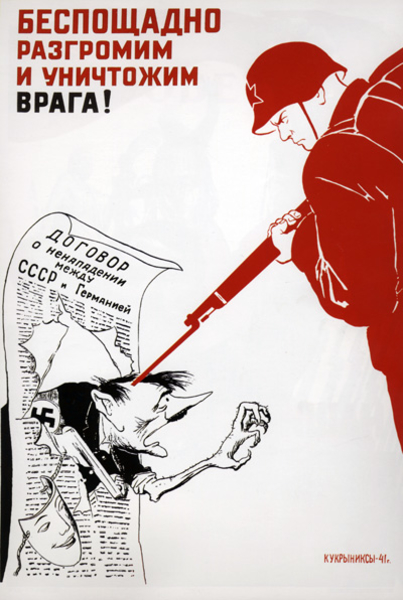 БЕСПОЩАДНО
РАЗГРОМИМ
И УНИЧТОЖИМ
ВРАГА!
ДОГОВОР
О НЕНАПАДЕНИИ
МЕЖДУ
СССР И ГЕРМАНИЕЙ
КУКРЫНИКСЫ-41г.